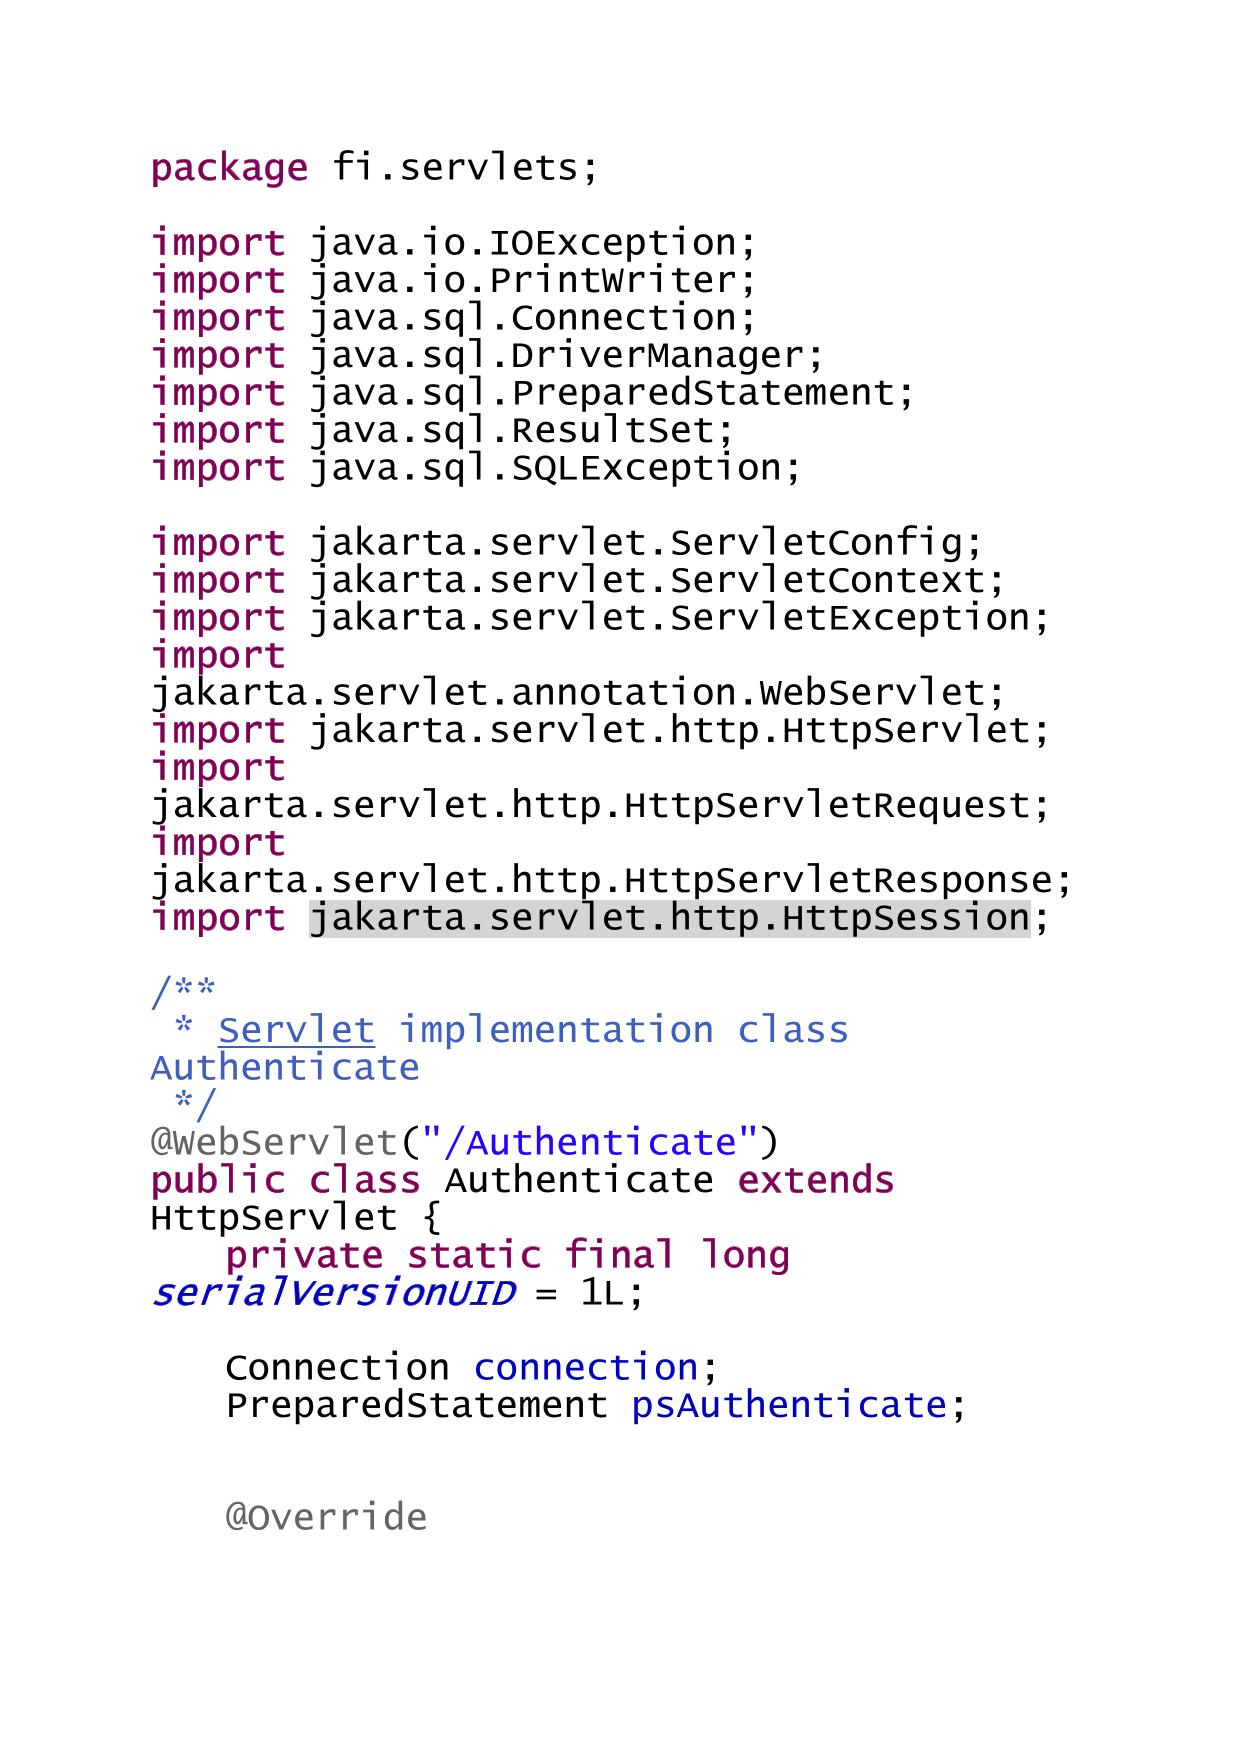 package fi.servlets;
import java.io.IOException;
import java.io.PrintWriter;
import java.sql.Connection;
import java.sql.DriverManager;
import java.sql.PreparedStatement;
import java.sql.ResultSet;
import java.sql.SQLException;
import jakarta.servlet.ServletConfig;
import jakarta.servlet.ServletContext;
import jakarta.servlet.ServletException;
import
jakarta.servlet.annotation.WebServlet;
import jakarta.servlet.http.HttpServlet;
import
jakarta.servlet.http.HttpServletRequest;
import
jakarta.servlet.http.HttpServletResponse;
import jakarta.servlet.http.HttpSession;
/**
 * Servlet implementation class
Authenticate
 */
@WebServlet("/Authenticate")
public class Authenticate extends
HttpServlet {
private static final long
serialVersionUID = 1L;
Connection connection;
PreparedStatement psAuthenticate;
@Override